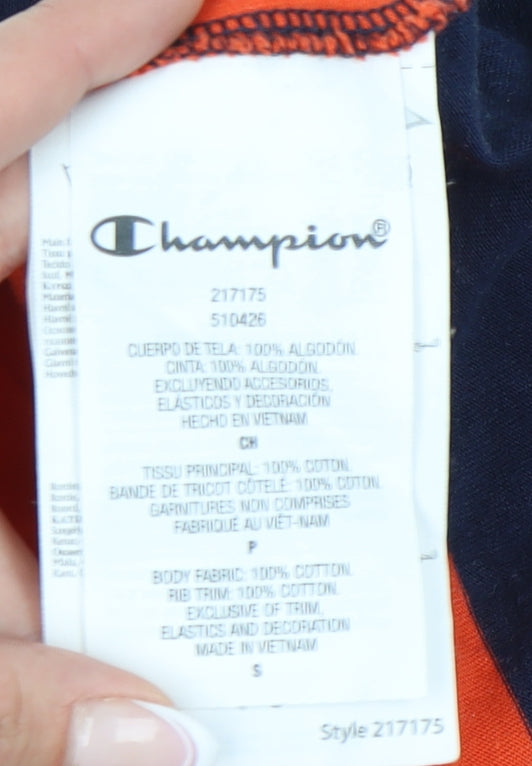 Champion®
217175
510426
CUERPO DE TELA: 100% ALGODÓN.
CINTA: 100% ALGODÓN.
EXCLUYENDO ACCESORIOS,
ELÁSTICOS Y DECORACIÓN
HECHO EN VIETNAM
CH
TISSU PRINCIPAL: 100% COTON.
BANDE DE TRICOT CÔTELÉ: 100% COTON.
GARNITURES NON COMPRISES
FABRIQUÉ AU VIÊT-NAM
P
BODY FABRIC: 100% COTTON.
RIB TRIM: 100% COTTON.
EXCLUSIVE OF TRIM,
ELASTICS AND DECORATION
MADE IN VIETNAM
S
Style 217175